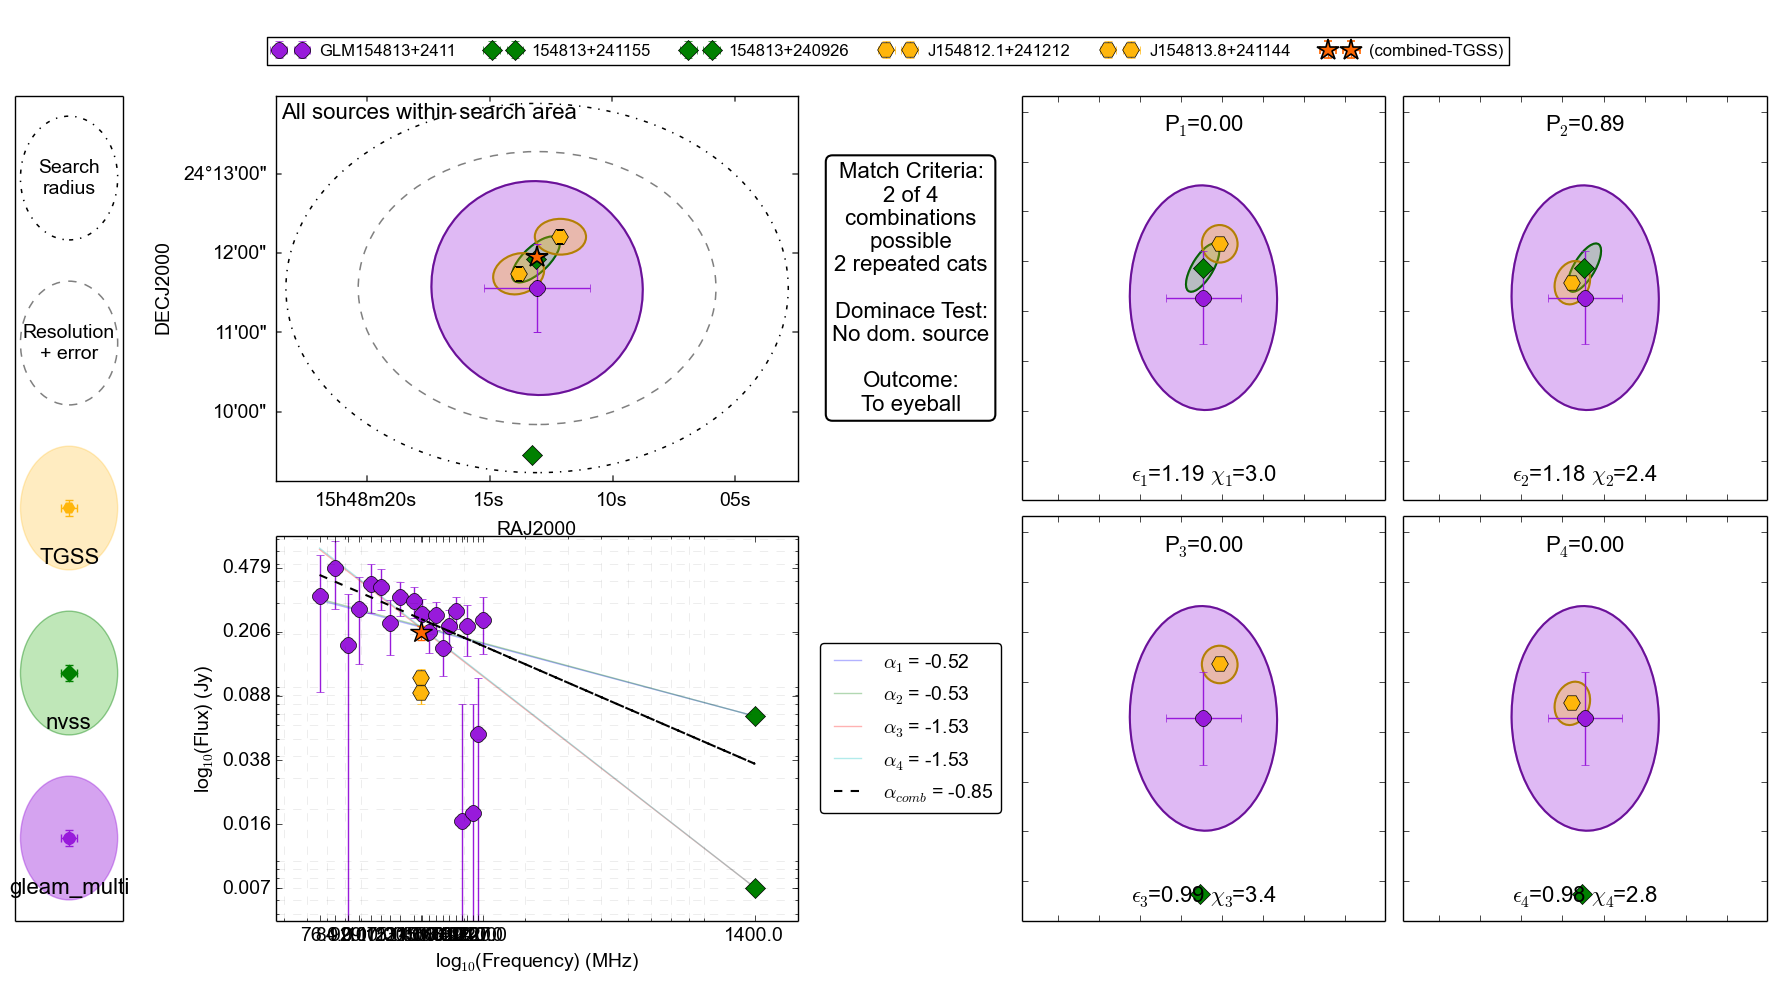 GLM154813+2411 154813+241155 154813+240926 J154812.1+241212 J154813.8+241144 (combined-TGSS)
Search
radius
Resolution
+ error
TGSS
nvss
gleam_multi
All sources within search area
DECJ2000
24°13'00"
12'00"
11'00"
10'00"
15h48m20s 15s 10s 05s
RAJ2000
Match Criteria:
2 of 4
combinations
possible
2 repeated cats
Dominace Test:
No dom. source
Outcome:
To eyeball
P1=0.00
ϵ1=1.19 χ1=3.0
P2=0.89
ϵ2=1.18 χ2=2.4
P3=0.00
ϵ3=0.99 χ3=3.4
P4=0.00
ϵ4=0.98 χ4=2.8
log10(Flux) (Jy)
0.479
0.206
0.088
0.038
0.016
0.007
1400.0
log10(Frequency) (MHz)
α1 = -0.52
α2 = -0.53
α3 = -1.53
α4 = -1.53
αcomb = -0.85